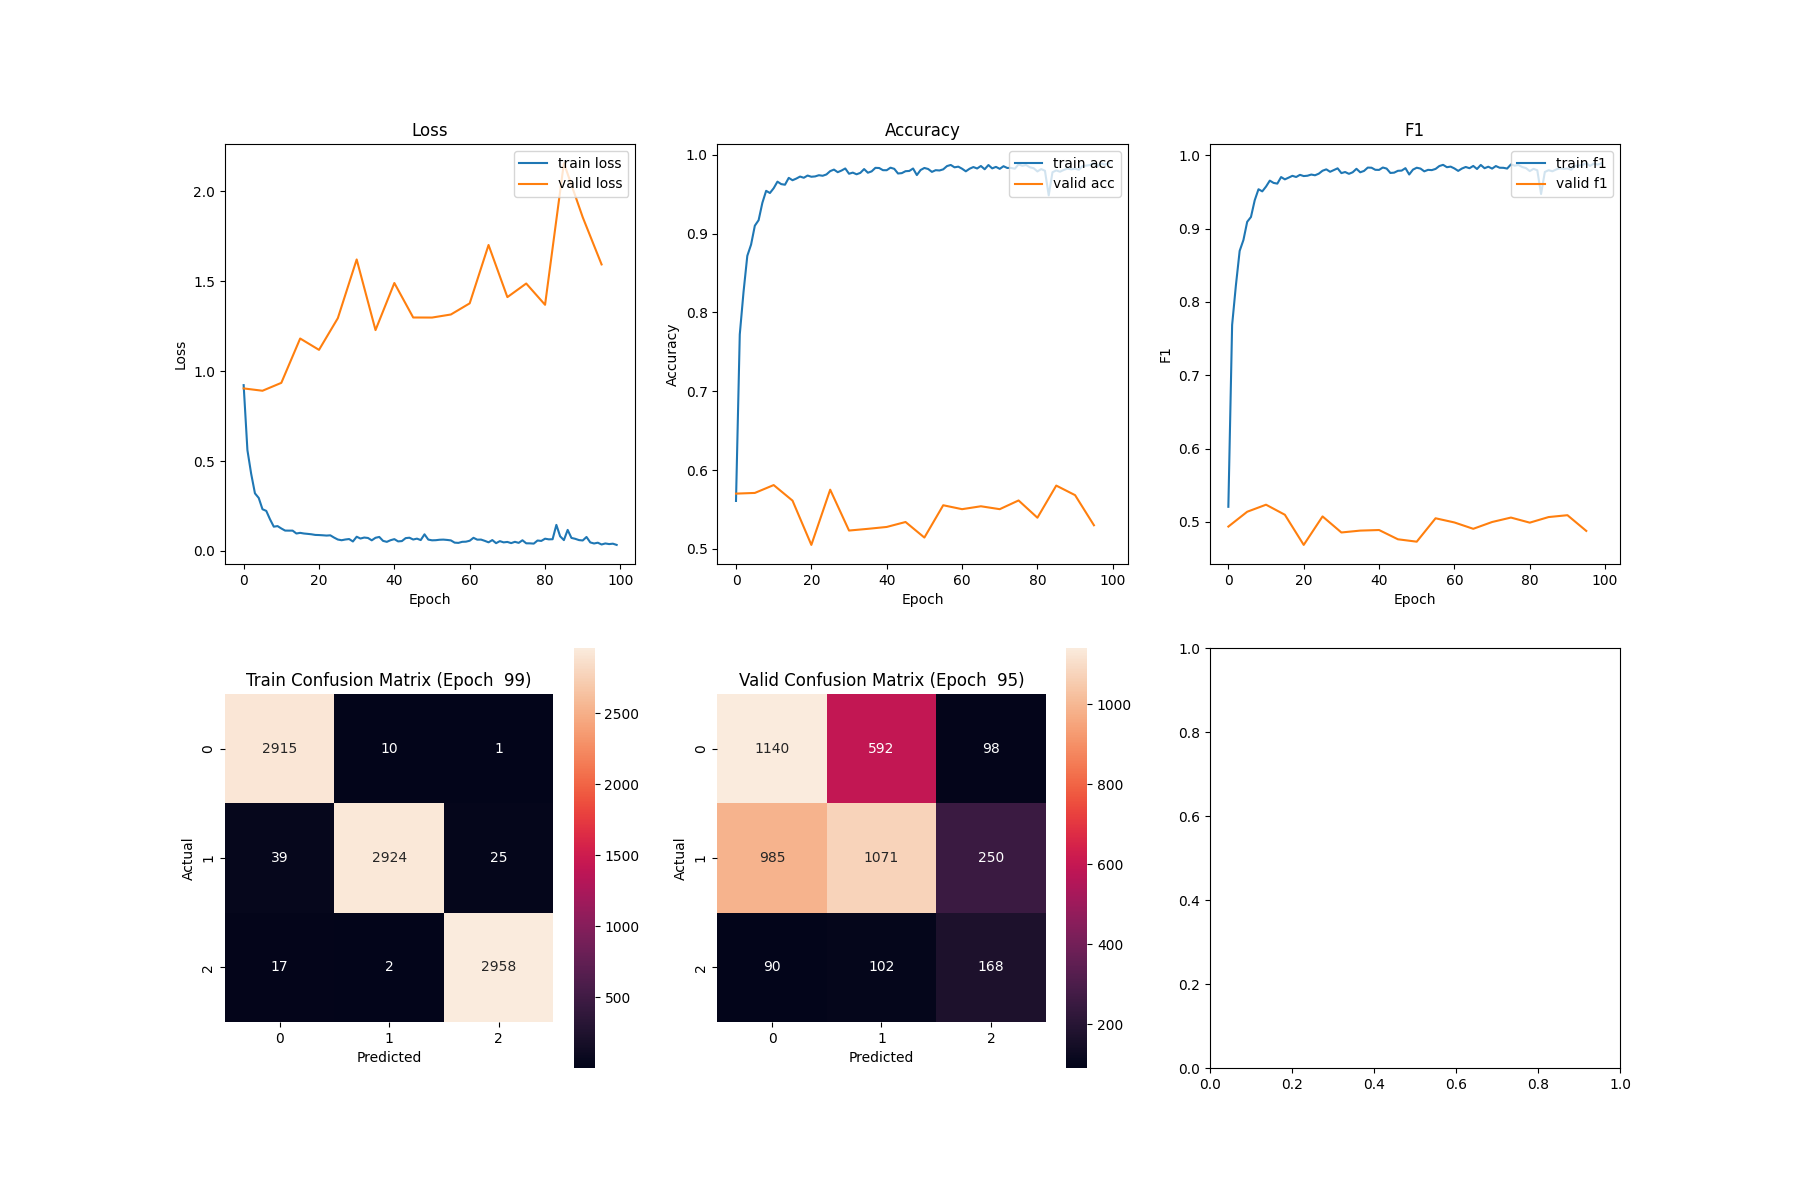 Loss
train loss
valid loss
2.0
1.5
1.0
0.5
0.0
Loss
0 20 40 60 80 100
Epoch
Accuracy
train acc
valid acc
1.0
0.9
0.8
0.7
0.6
0.5
Accuracy
0 20 40 60 80 100
Epoch
F1
train f1
valid f1
1.0
0.9
0.8
0.7
0.6
0.5
F1
0 20 40 60 80 100
Epoch
Train Confusion Matrix (Epoch 99)
0 2915 10 1
1 39 2924 25
2 17 2 2958
Actual
0 1 2
Predicted
2500
2000
1500
1000
500
Valid Confusion Matrix (Epoch 95)
0 1140 592 98
1 985 1071 250
2 90 102 168
Actual
0 1 2
Predicted
1000
800
600
400
200
1.0
0.8
0.6
0.4
0.2
0.0
0.0 0.2 0.4 0.6 0.8 1.0